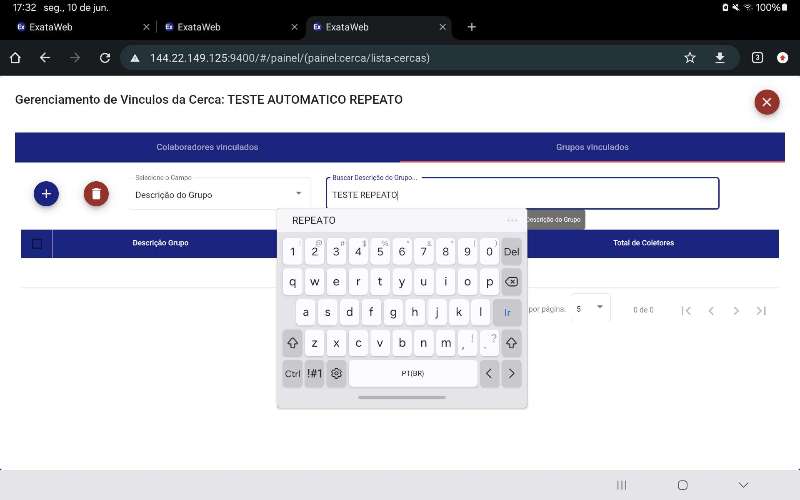 17:32 seg., 10 de jun. 100%
ExataWeb ExataWeb ExataWeb
144.22.149.125:9400/#/painel/(painel:cerca/lista-cercas) 3
Gerenciamento de Vinculos da Cerca: TESTE AUTOMATICO REPEATO
Colaboradores vinculados Grupos vinculados
Selecione o Campo Buscar Descrição do Grupo...
Descrição do Grupo TESTE REPEATO
REPEATO ... Descrição do Grupo
Descrição Grupo Total de Coletores
1 2 3 4 5 6 7 8 9 0 Del
q w e r t y u i o p
a s d f g h j k l Ir
por página: 5 0 de 0
z x c v b n m , ! . ?
Ctrl !#1 PT(BR) < >